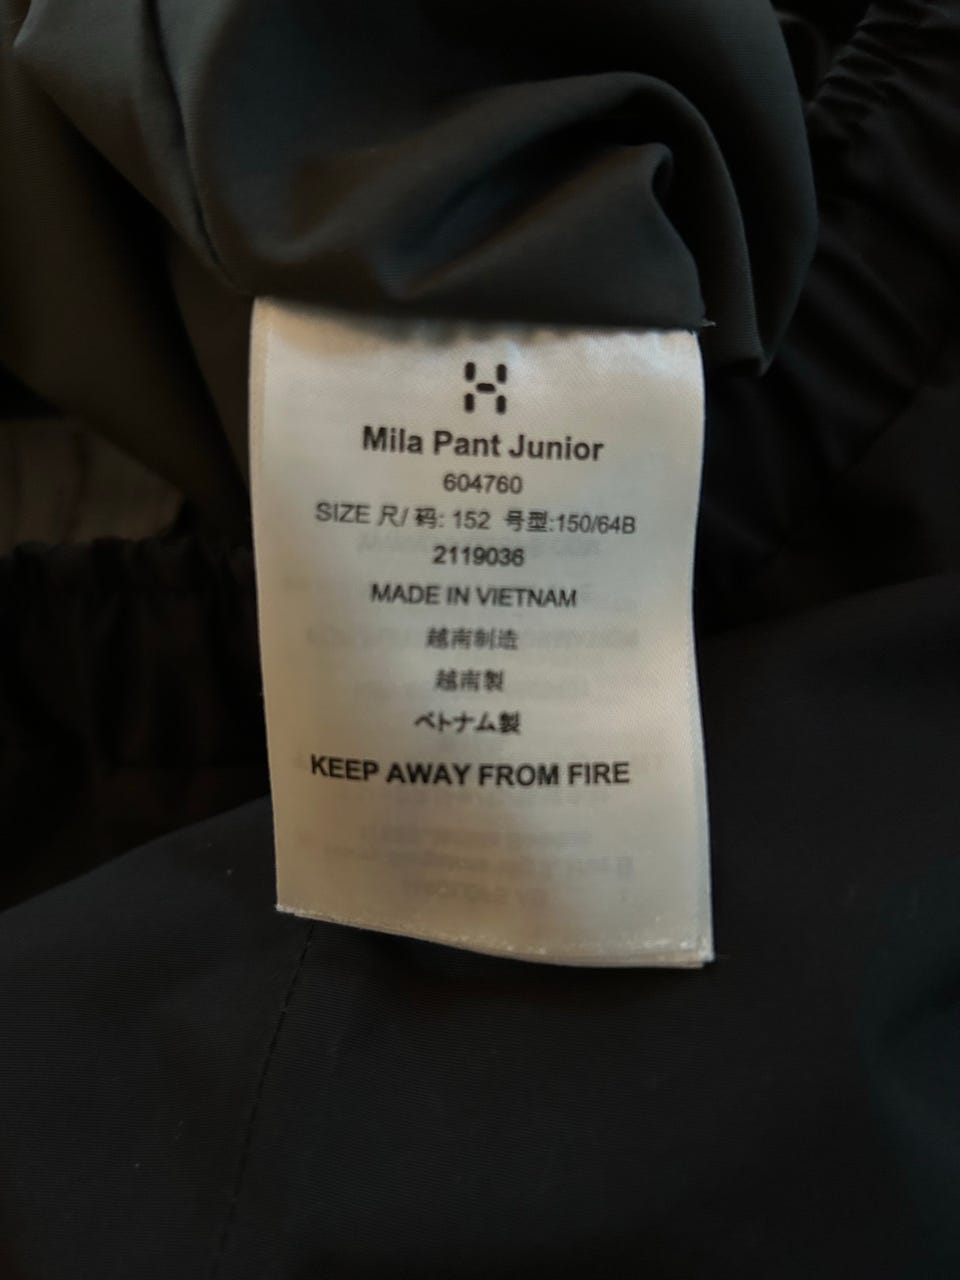 Mila Pant Junior
604760
SIZE 尺/ 码: 152 号型:150/64B
2119036
MADE IN VIETNAM
越南制造
越南製
ベトナム製
KEEP AWAY FROM FIRE